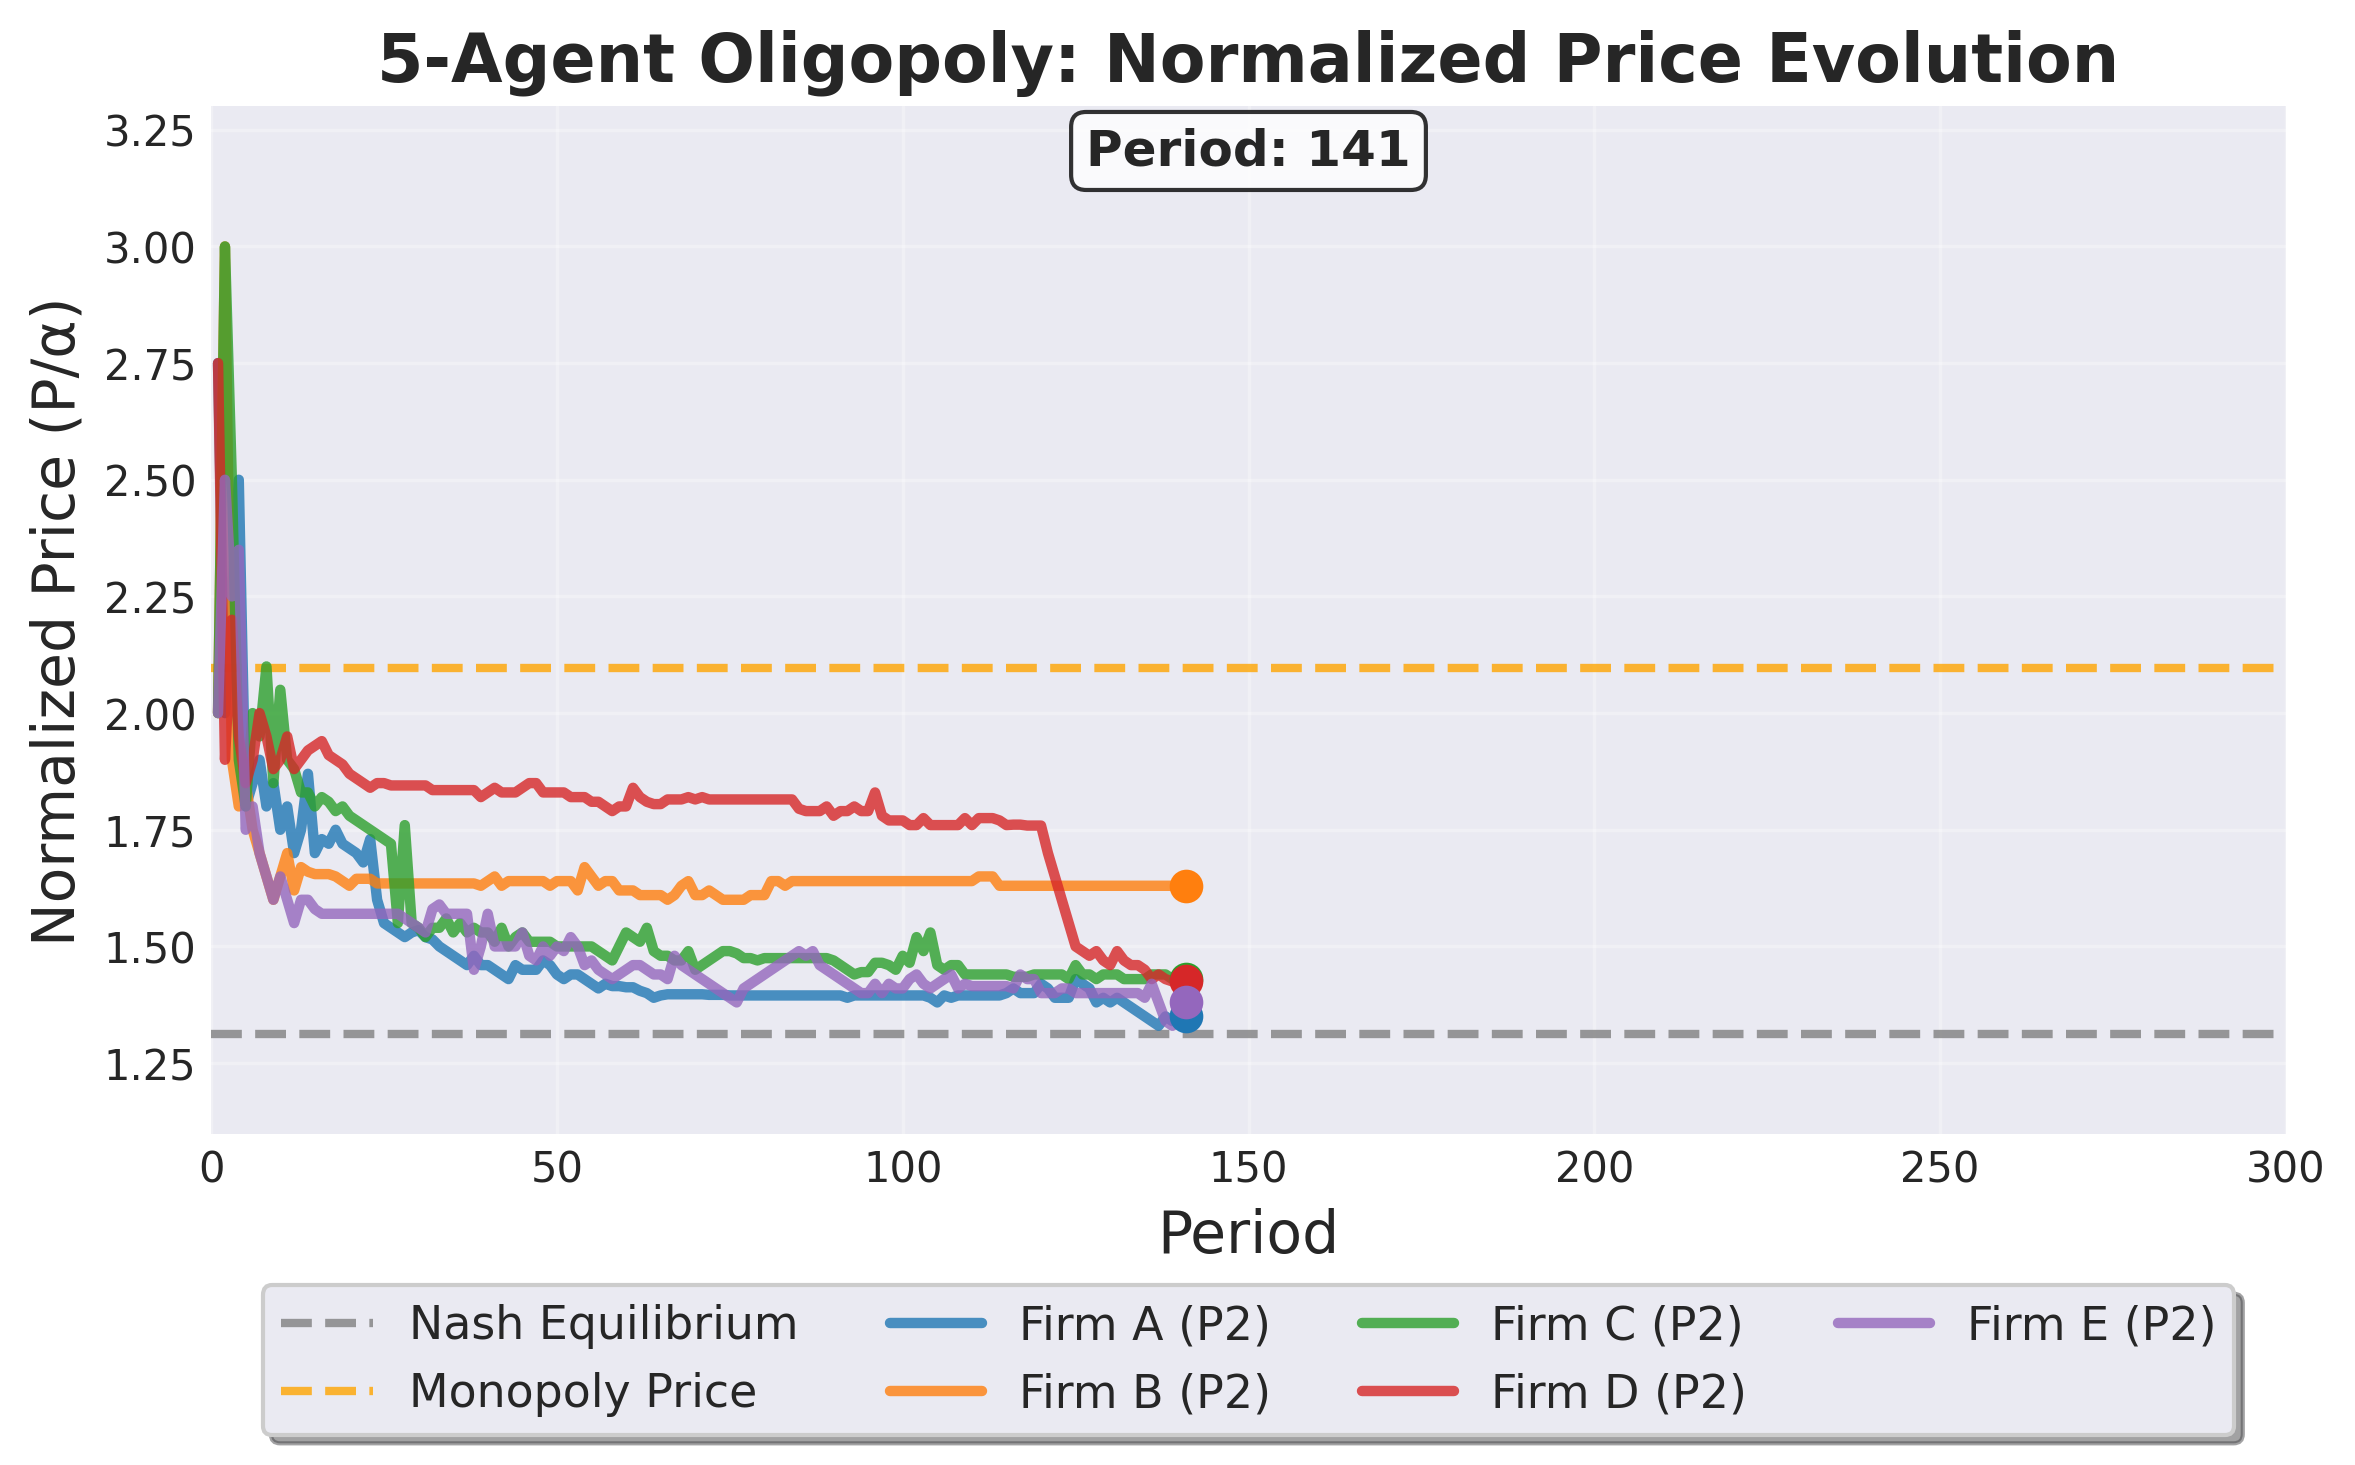 5-Agent Oligopoly: Normalized Price Evolution
Period: 141
Normalized Price (P/α)
3.25
3.00
2.75
2.50
2.25
2.00
1.75
1.50
1.25
0 50 100 150 200 250 300
Period
Nash Equilibrium
Monopoly Price
Firm A (P2)
Firm B (P2)
Firm C (P2)
Firm D (P2)
Firm E (P2)